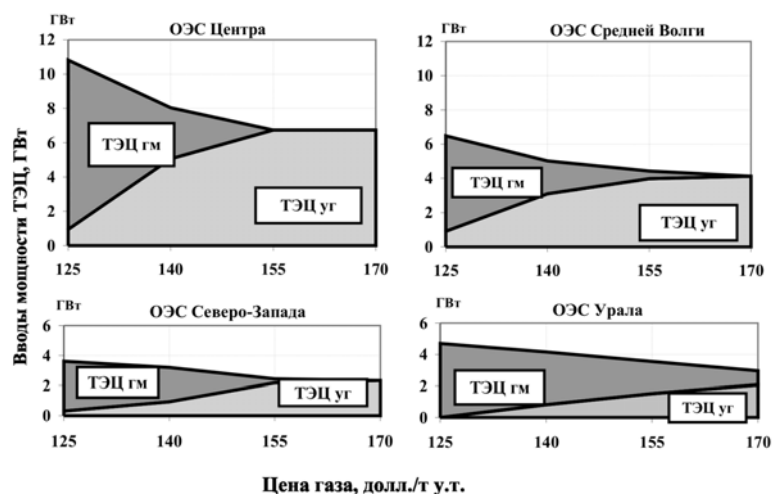 ГВт
ОЭС Центра
12
10
8
6
4
2
0
ТЭЦ гм
ТЭЦ уг
125 140 155 170
ОЭС Средней Волги
12
10
8
6
4
2
0
ТЭЦ гм
ТЭЦ уг
125 140 155 170
Вводы мощности ТЭЦ, ГВт
ГВт
ОЭС Северо-Запада
6
4
2
0
ТЭЦ гм
ТЭЦ уг
125 140 155 170
ГВт
ОЭС Урала
6
4
2
0
ТЭЦ гм
ТЭЦ уг
125 140 155 170
Цена газа, долл./т у.т.